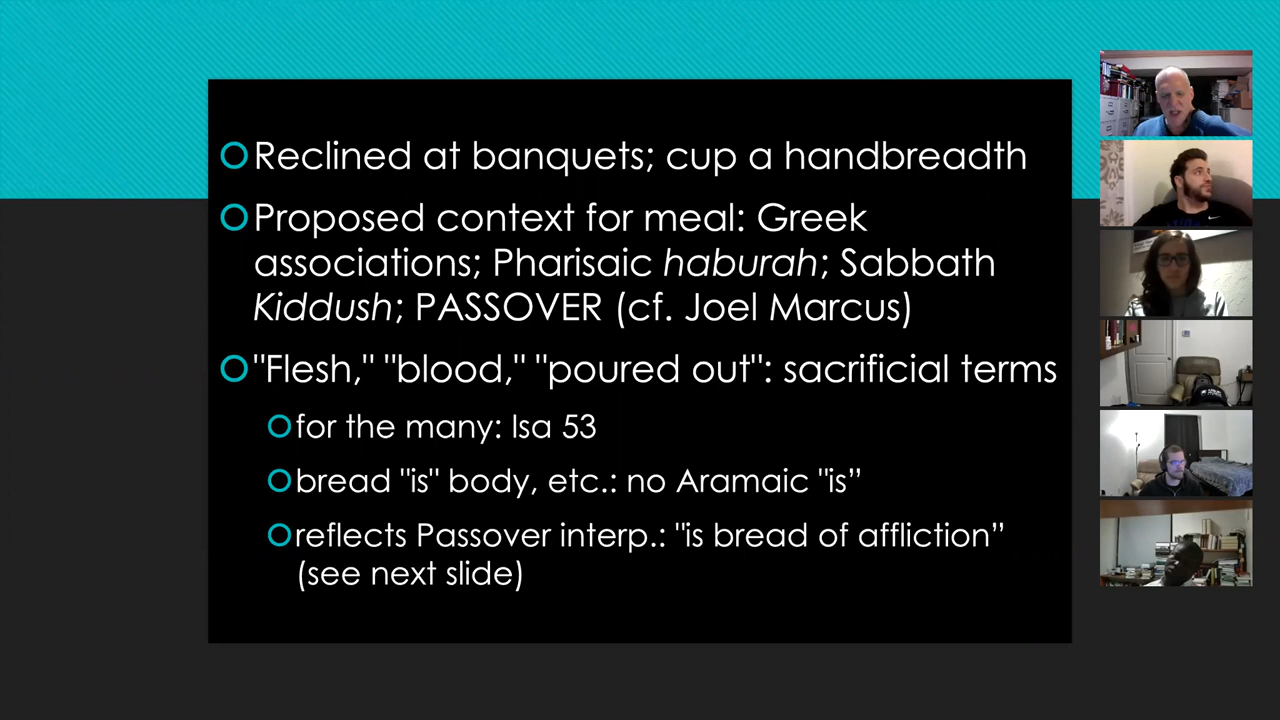 Reclined at banquets; cup a handbreadth
Proposed context for meal: Greek
associations; Pharisaic haburah; Sabbath
Kiddush; PASSOVER (cf. Joel Marcus)
"Flesh," "blood," "poured out": sacrificial terms
for the many: Isa 53
bread "is" body, etc.: no Aramaic "is”
reflects Passover interp.: "is bread of affliction”
(see next slide)